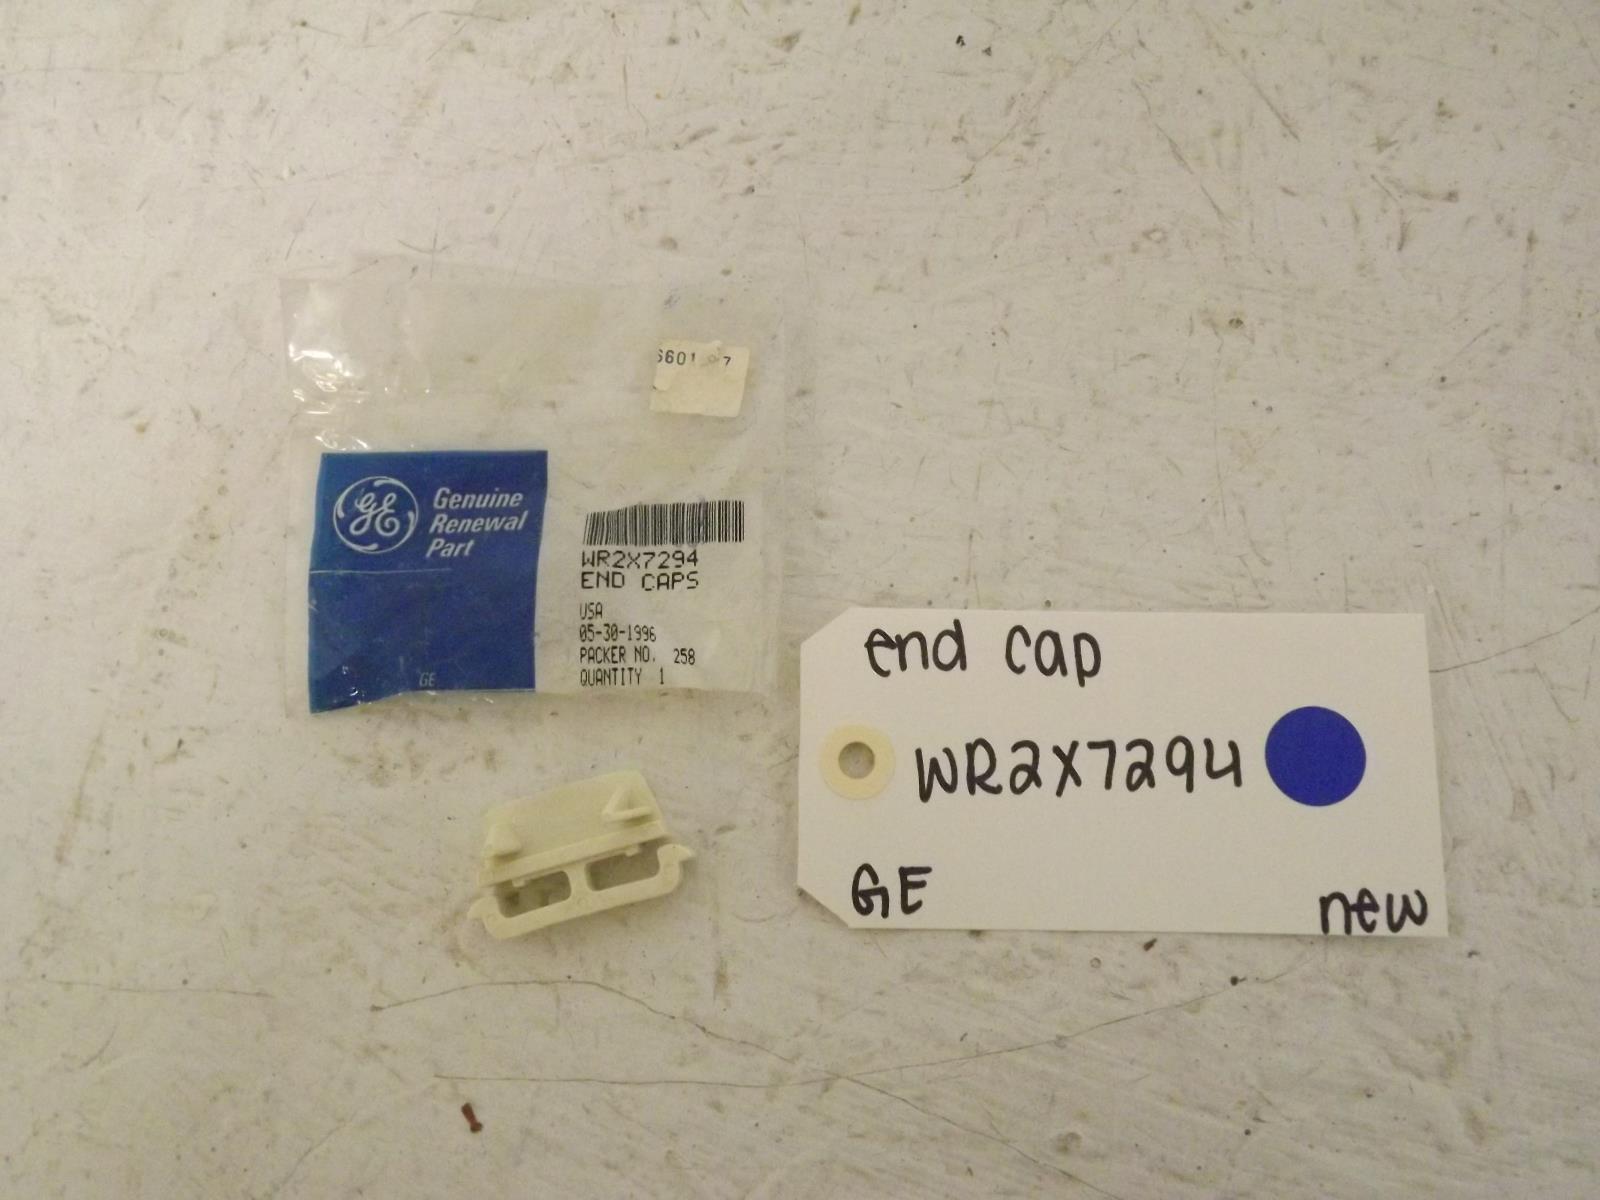 GE
Genuine
Renewal
Part
GE
WR2X7294
END CAPS
USA
05-30-1996
PACKER NO. 258
QUANTITY 1
end cap
WR2X7294
GE
new